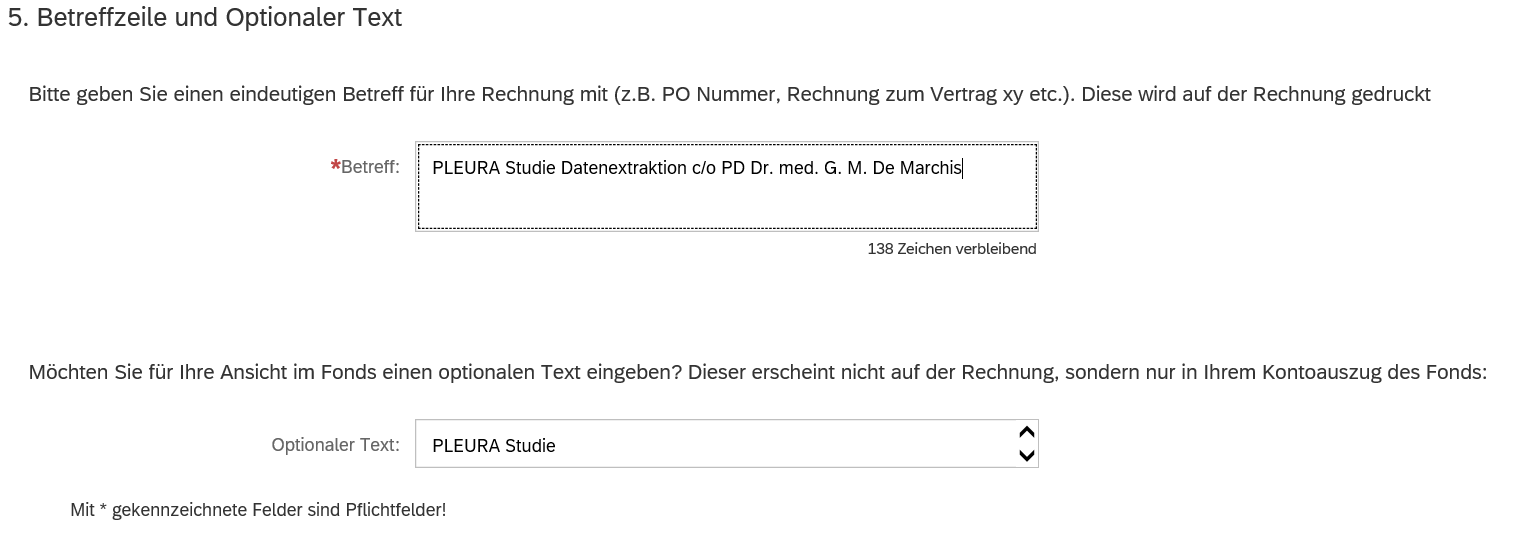 5. Betreffzeile und Optionaler Text
Bitte geben Sie einen eindeutigen Betreff für Ihre Rechnung mit (z.B. PO Nummer, Rechnung zum Vertrag xy etc.). Diese wird auf der Rechnung gedruckt
*Betreff:
PLEURA Studie Datenextraktion c/o PD Dr. med. G. M. De Marchis
138 Zeichen verbleibend
Möchten Sie für Ihre Ansicht im Fonds einen optionalen Text eingeben? Dieser erscheint nicht auf der Rechnung, sondern nur in Ihrem Kontoauszug des Fonds:
Optionaler Text:
PLEURA Studie
Mit * gekennzeichnete Felder sind Pflichtfelder!